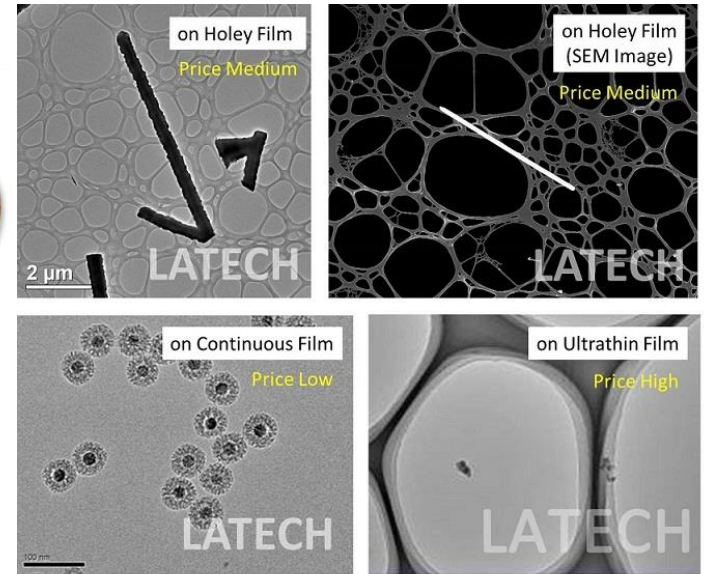 on Holey Film
Price Medium
2 μm
LATECH
on Holey Film
(SEM Image)
Price Medium
LATECH
on Continuous Film
Price Low
100 nm
LATECH
on Ultrathin Film
Price High
LATECH